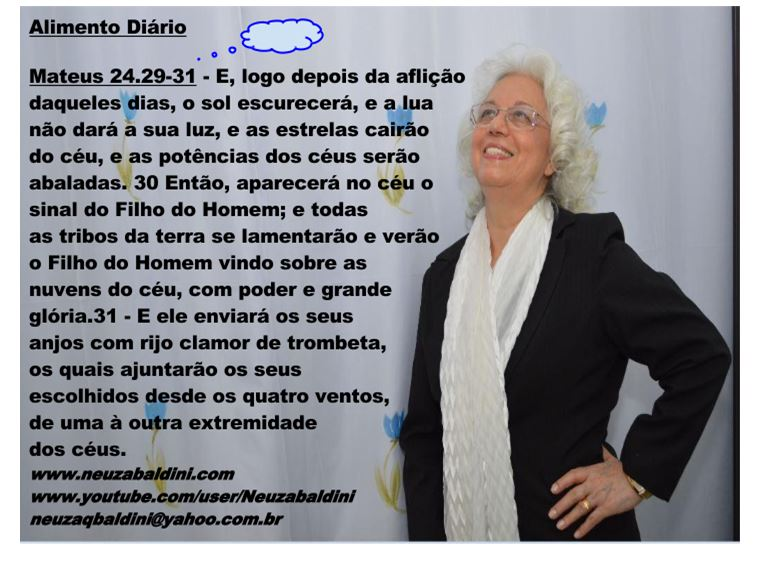 Alimento Diário
Mateus 24.29-31 - E, logo depois da aflição
daqueles dias, o sol escurecerá, e a lua
não dará a sua luz, e as estrelas cairão
do céu, e as potências dos céus serão
abaladas. 30 Então, aparecerá no céu o
sinal do Filho do Homem; e todas
as tribos da terra se lamentarão e verão
o Filho do Homem vindo sobre as
nuvens do céu, com poder e grande
glória.31 - E ele enviará os seus
anjos com rijo clamor de trombeta,
os quais ajuntarão os seus
escolhidos desde os quatro ventos,
de uma à outra extremidade
dos céus.
www.neuzabaldini.com
www.youtube.com/user/Neuzabaldini
neuzaqbaldini@yahoo.com.br